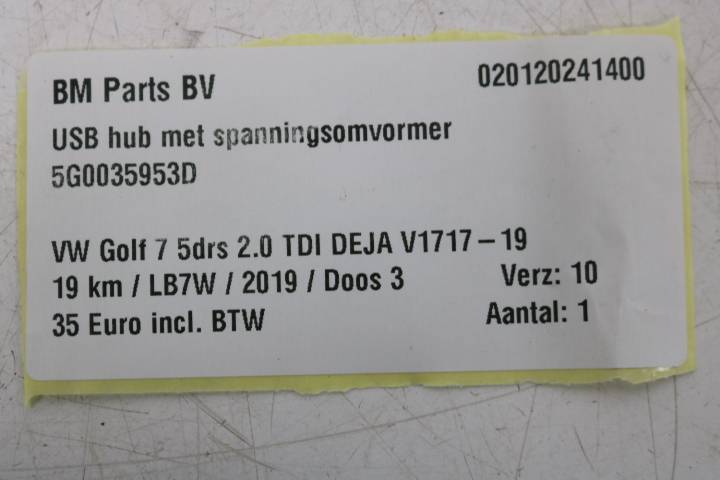 BM Parts BV 020120241400
USB hub met spanningsomvormer
5G0035953D
VW Golf 7 5drs 2.0 TDI DEJA V1717 – 19
19 km / LB7W / 2019 / Doos 3 Verz: 10
35 Euro incl. BTW Aantal: 1